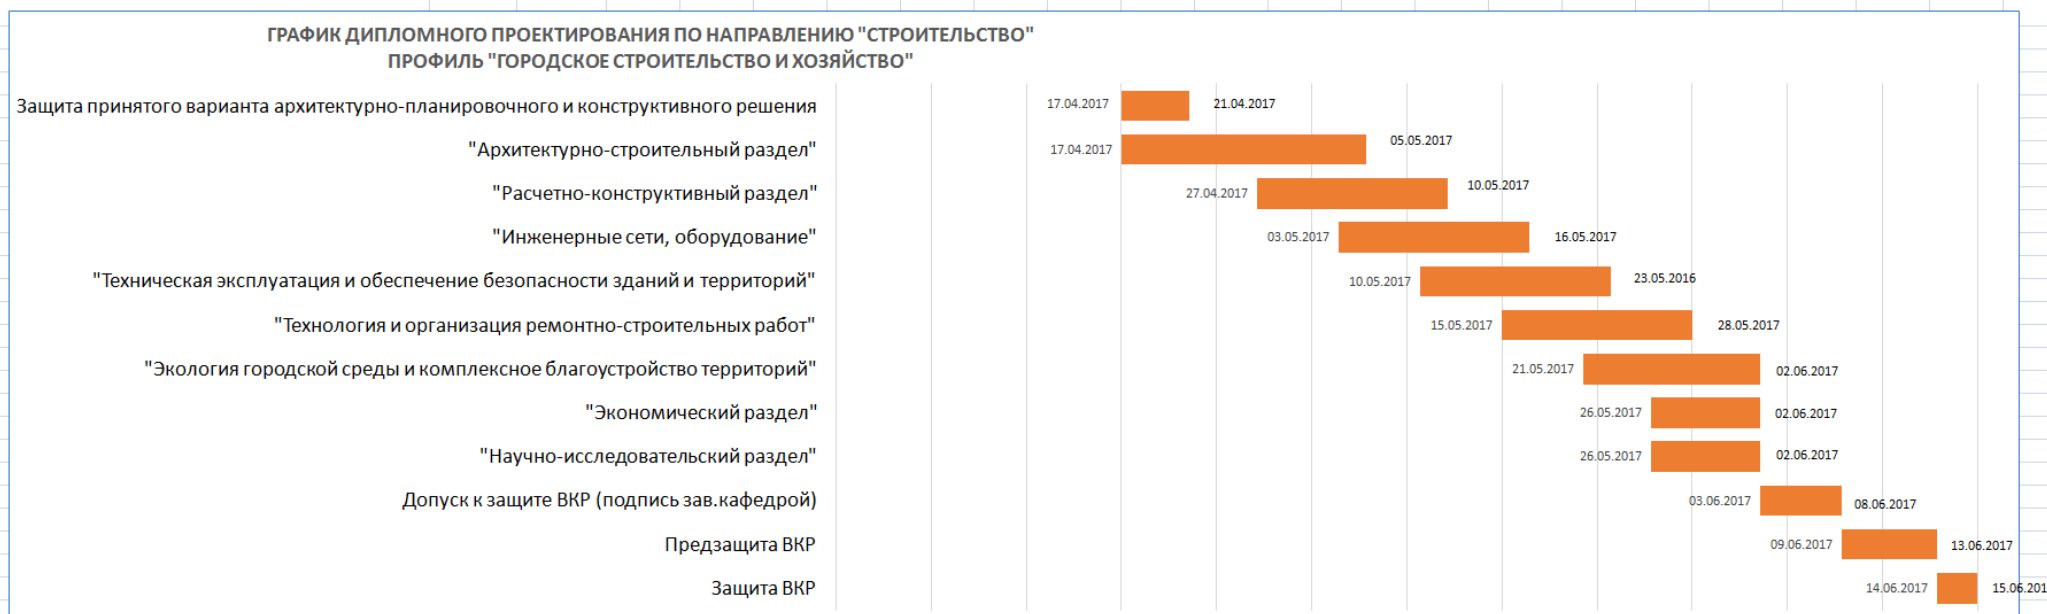 ГРАФИК ДИПЛОМНОГО ПРОЕКТИРОВАНИЯ ПО НАПРАВЛЕНИЮ "СТРОИТЕЛЬСТВО"
ПРОФИЛЬ "ГОРОДСКОЕ СТРОИТЕЛЬСТВО И ХОЗЯЙСТВО"
Защита принятого варианта архитектурно-планировочного и конструктивного решения 17.04.2017 21.04.2017
"Архитектурно-строительный раздел" 17.04.2017 05.05.2017
"Расчетно-конструктивный раздел" 27.04.2017 10.05.2017
"Инженерные сети, оборудование" 03.05.2017 16.05.2017
"Техническая эксплуатация и обеспечение безопасности зданий и территорий" 10.05.2017 23.05.2016
"Технология и организация ремонтно-строительных работ" 15.05.2017 28.05.2017
"Экология городской среды и комплексное благоустройство территорий" 21.05.2017 02.06.2017
"Экономический раздел" 26.05.2017 02.06.2017
"Научно-исследовательский раздел" 26.05.2017 02.06.2017
Допуск к защите ВКР (подпись зав.кафедрой) 03.06.2017 08.06.2017
Предзащита ВКР 09.06.2017 13.06.2017
Защита ВКР 14.06.2017 15.06.201